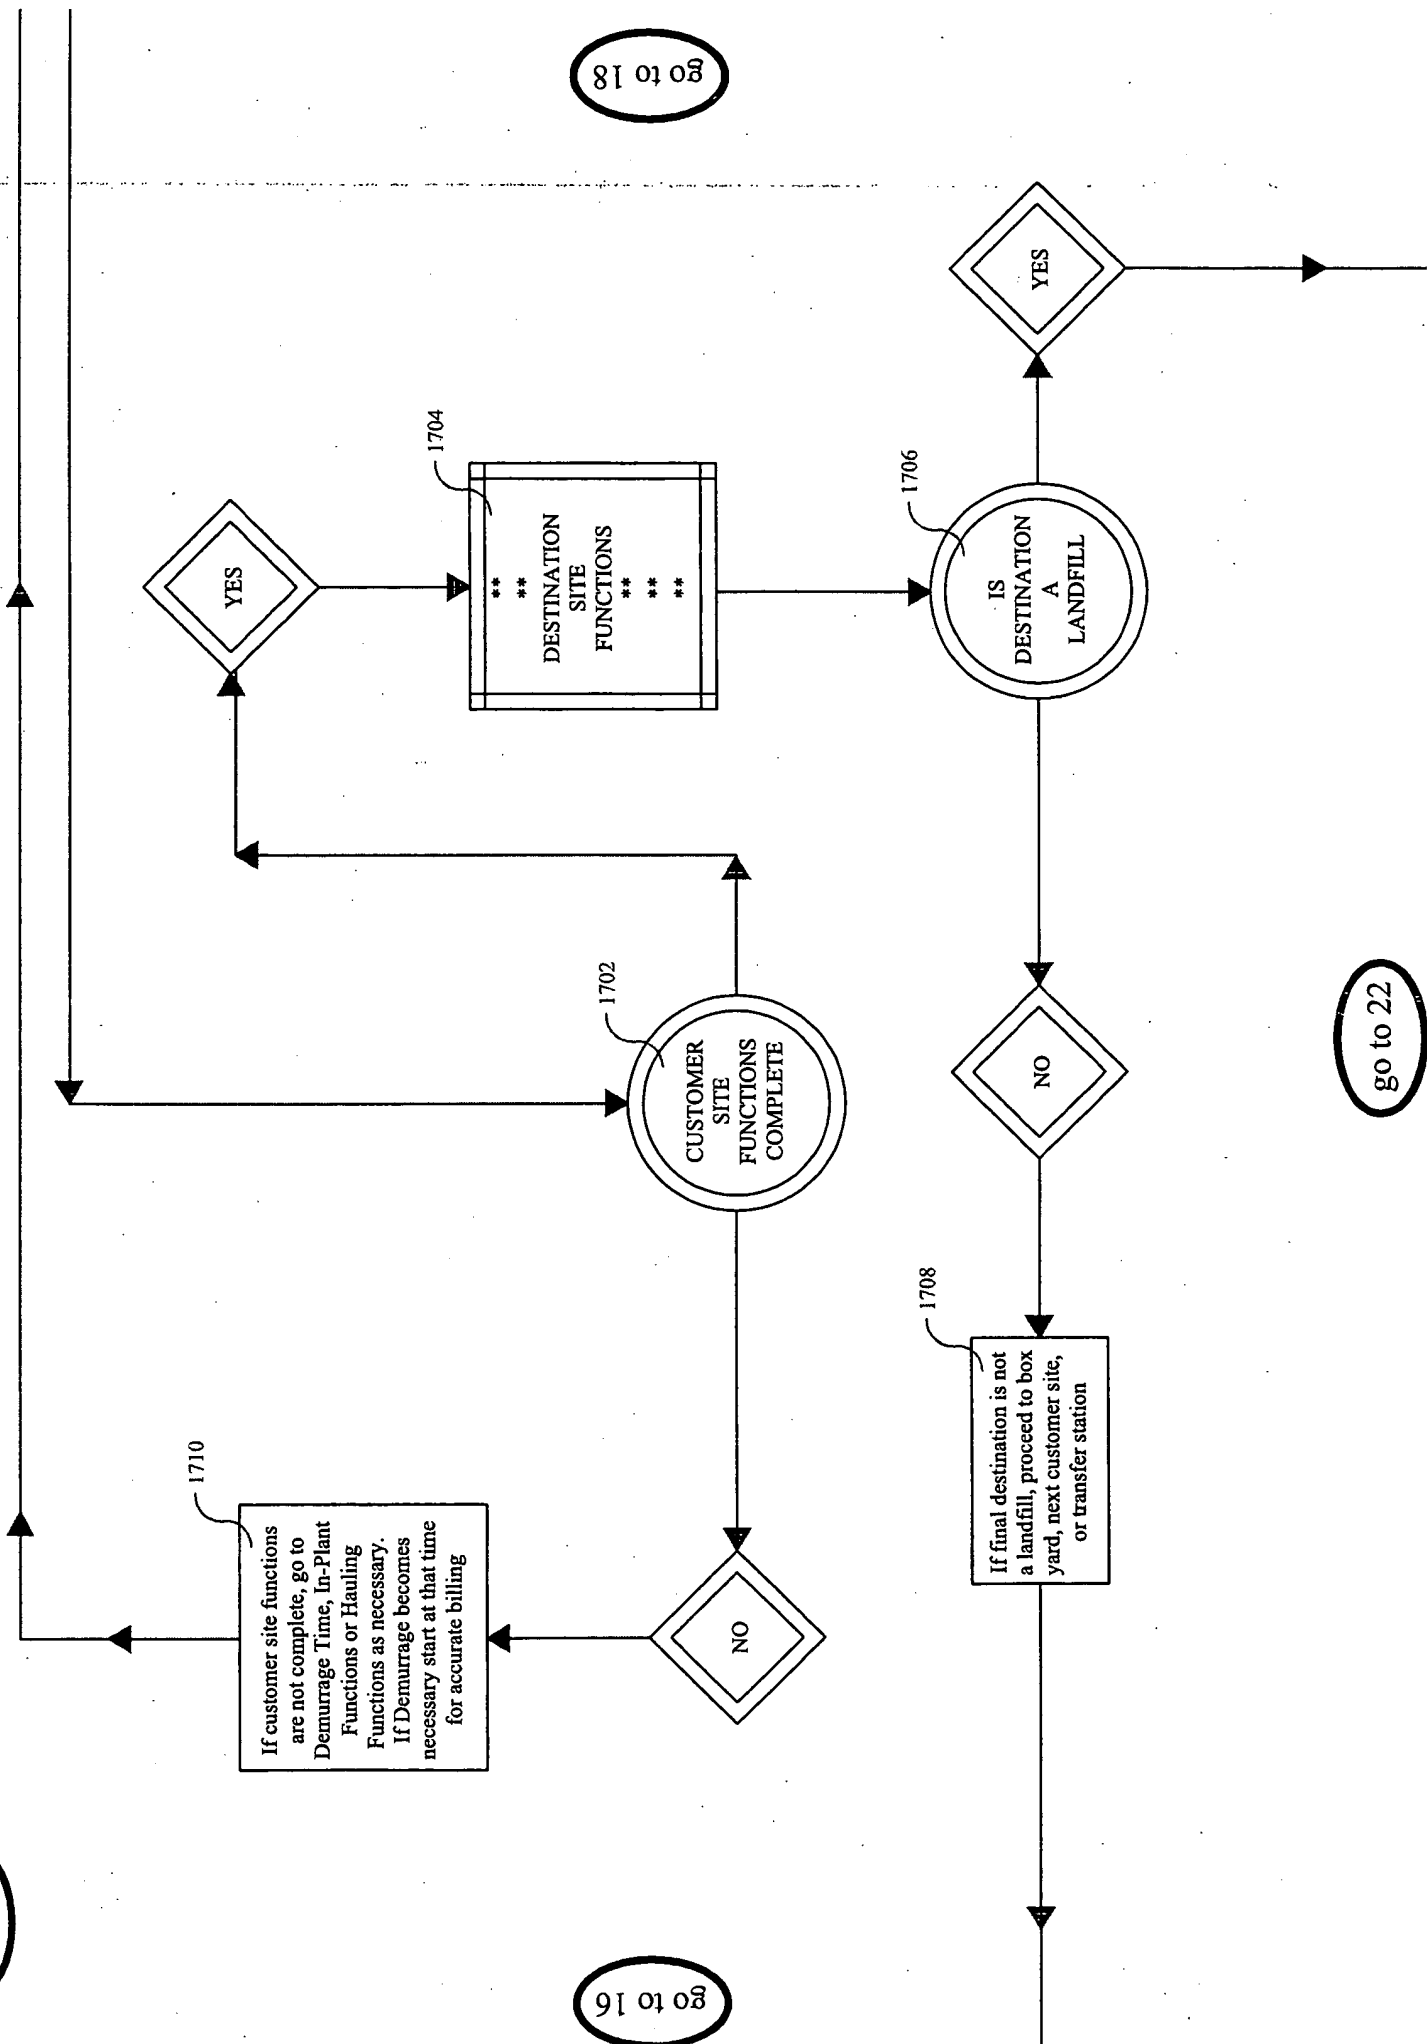 go to 18
YES
1704
**
**
DESTINATION
SITE
FUNCTIONS
**
**
**
1706
IS
DESTINATION
A
LANDFILL
YES
1702
CUSTOMER
SITE
FUNCTIONS
COMPLETE
NO
go to 22
1710
If customer site functions
are not complete, go to
Demurrage Time, In-Plant
Functions or Hauling
Functions as necessary.
If Demurrage becomes
necessary start at that time
for accurate billing
NO
1708
If final destination is not
a landfill, proceed to box
yard, next customer site,
or transfer station
go to 16